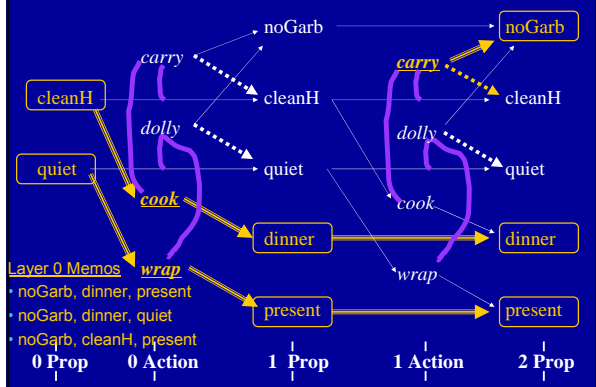 noGarb
noGarb
carry
carry
cleanH
cleanH
cleanH
dolly
dolly
quiet
quiet
quiet
cook
cook
dinner
dinner
wrap
wrap
Layer 0 Memos
• noGarb, dinner, present
• noGarb, dinner, quiet
• noGarb, cleanH, present
present
present
0 Prop 0 Action 1 Prop 1 Action 2 Prop